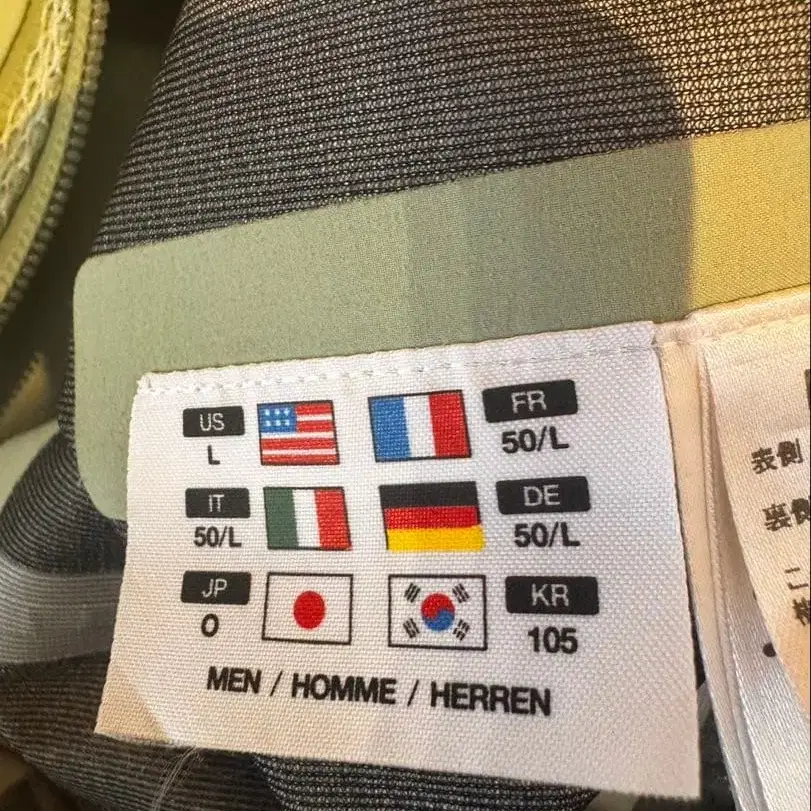 US FR
L 50/L
IT DE
50/L 50/L
JP KR
O 105
MEN / HOMME / HERREN
表側
裏側